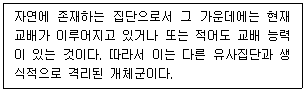 자연에 존재하는 집단으로서 그 가운데에는 현재
교배가 이루어지고 있거나 또는 적어도 교배 능력
이 있는 것이다. 따라서 이는 다른 유사집단과 생
식적으로 격리된 개체군이다.